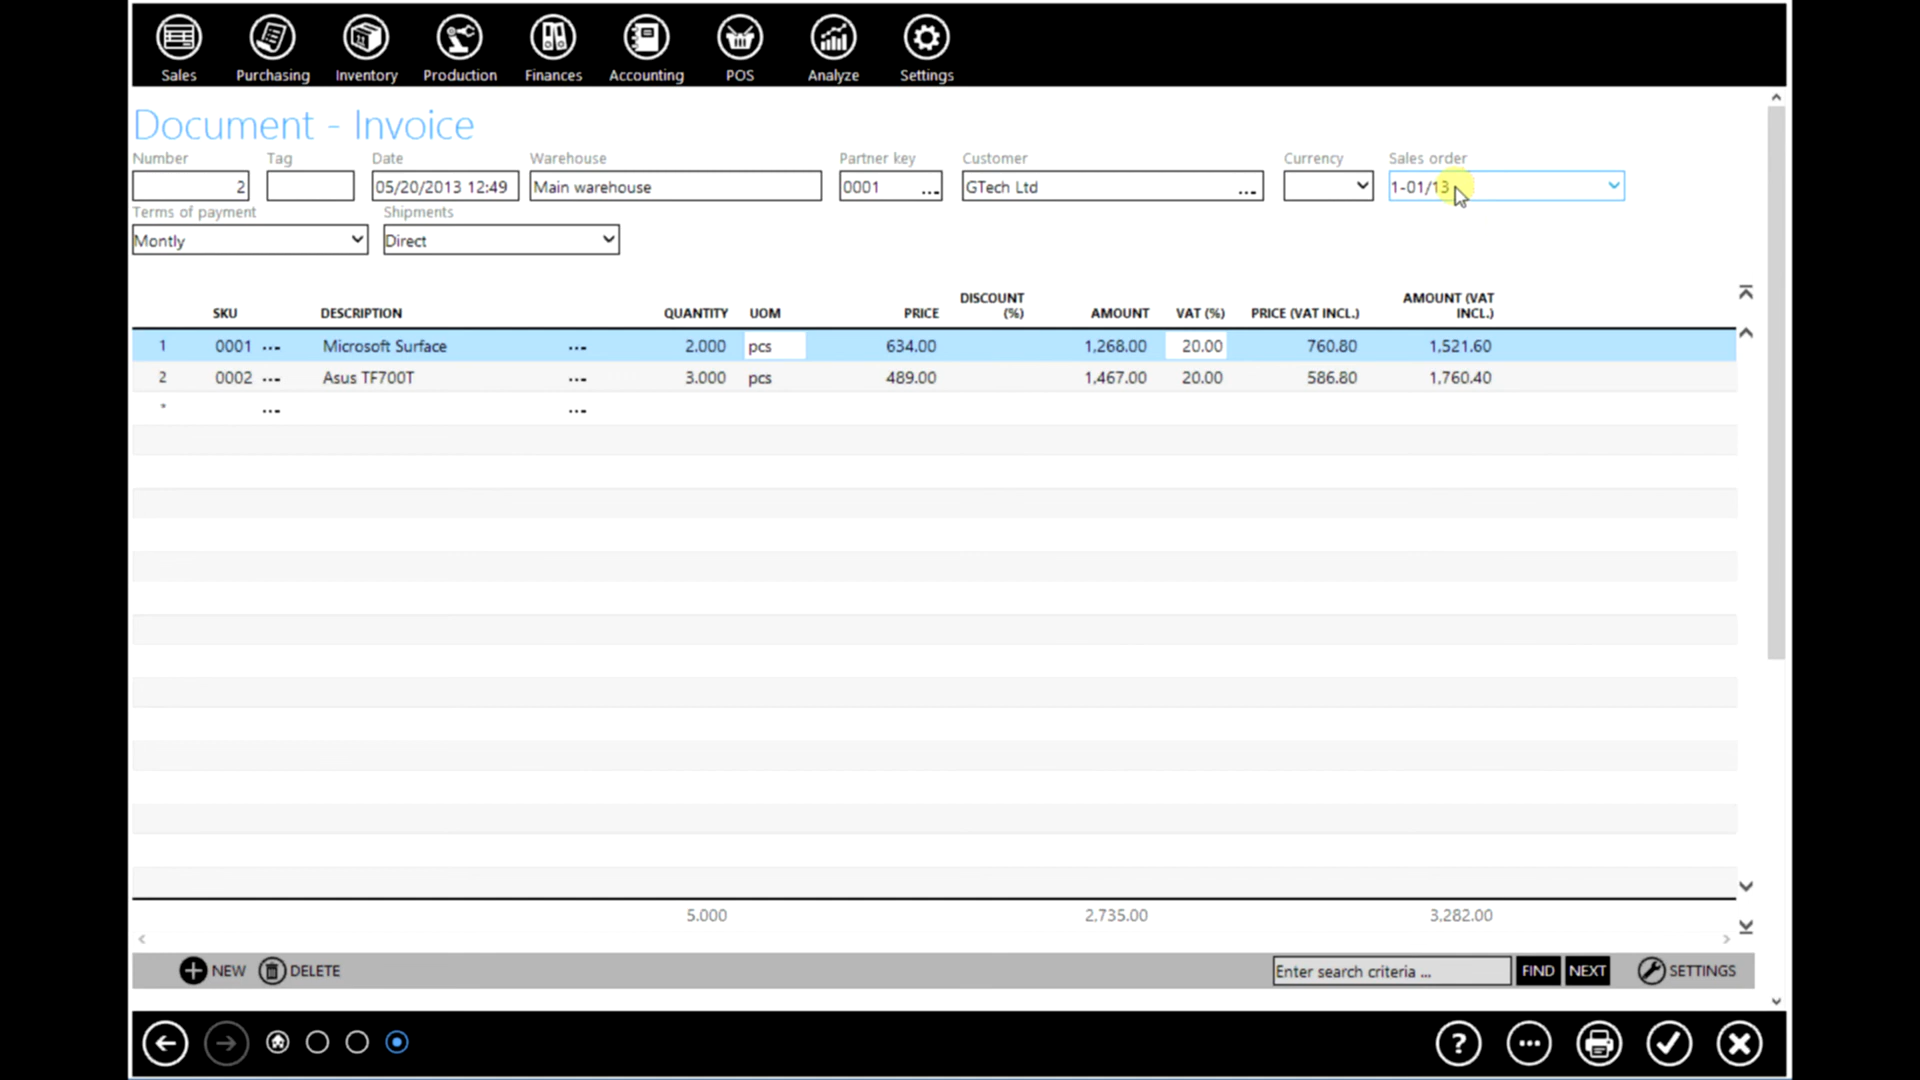 Sales Purchasing Inventory Production Finances Accounting POS Analyze Settings
Document - Invoice
Number Tag Date Warehouse Partner key Customer Currency Sales order
2 05/20/2013 12:49 Main warehouse 0001 ... GTech Ltd ... 1-01/13
Terms of payment Shipments
Montly Direct
SKU DESCRIPTION QUANTITY UOM PRICE DISCOUNT (%) AMOUNT VAT (%) PRICE (VAT INCL.) AMOUNT (VAT INCL.)
1 0001 ... Microsoft Surface ... 2.000 pcs 634.00 1,268.00 20.00 760.80 1,521.60
2 0002 ... Asus TF700T ... 3.000 pcs 489.00 1,467.00 20.00 586.80 1,760.40
* ... ...
5.000 2,735.00 3,282.00
NEW DELETE Enter search criteria ... FIND NEXT SETTINGS